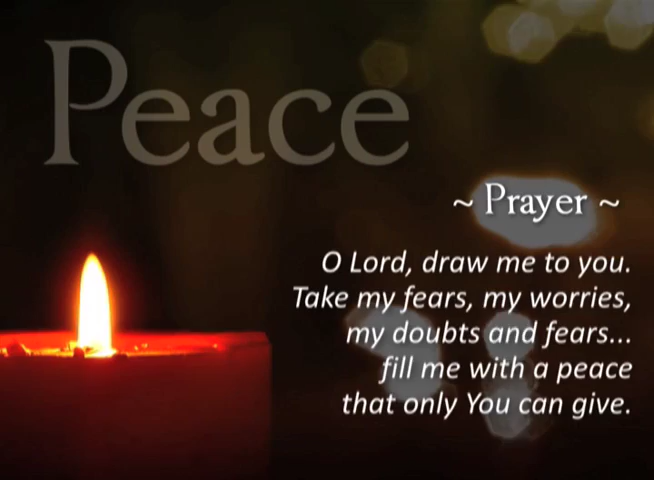 Peace
~ Prayer ~
O Lord, draw me to you.
Take my fears, my worries,
my doubts and fears...
fill me with a peace
that only You can give.